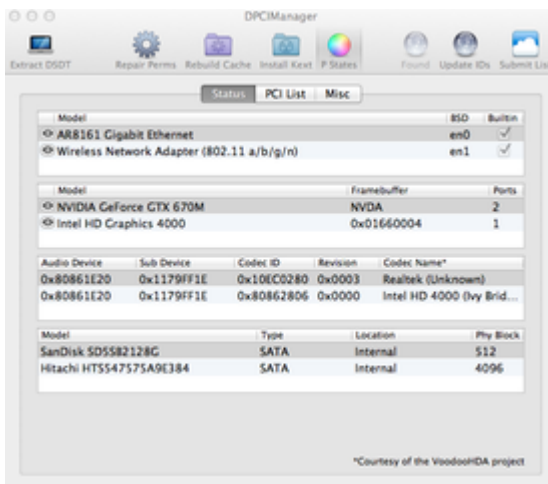 DPCIManager
Extract DSDT Repair Perms Rebuild Cache Install Kext P States Found Update IDs Submit Lis
Status PCI List Misc
Model BSD Builtin
AR8161 Gigabit Ethernet en0
Wireless Network Adapter (802.11 a/b/g/n) en1
Model Framebuffer Ports
NVIDIA GeForce GTX 670M NVDA 2
Intel HD Graphics 4000 0x01660004 1
Audio Device Sub Device Codec ID Revision Codec Name*
0x80861E20 0x1179FF1E 0x10EC0280 0x0003 Realtek (Unknown)
0x80861E20 0x1179FF1E 0x80862806 0x0000 Intel HD 4000 (Ivy Brid...
Model Type Location Phy Block
SanDisk SD5SB2128G SATA Internal 512
Hitachi HTS547575A9E384 SATA Internal 4096
*Courtesy of the VoodooHDA project